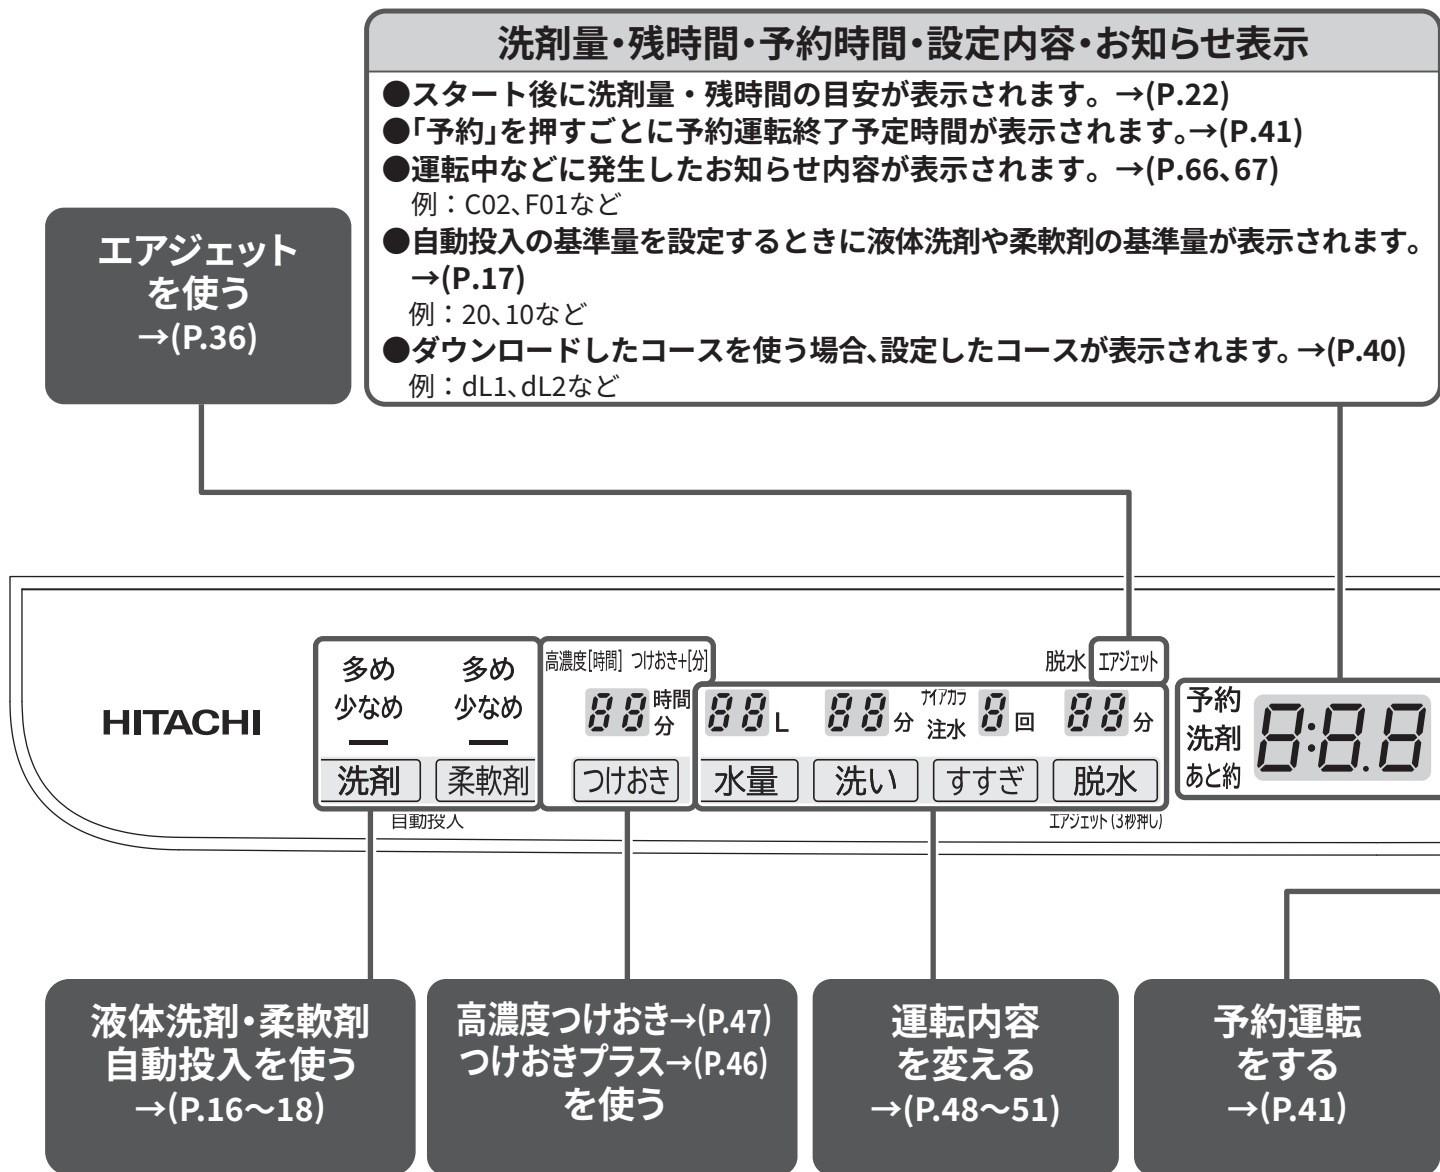 洗剤量・残時間・予約時間・設定内容・お知らせ表示
●スタート後に洗剤量・残時間の目安が表示されます。→(P.22)
●「予約」を押すごとに予約運転終了予定時間が表示されます。→(P.41)
●運転中などに発生したお知らせ内容が表示されます。→(P.66、67)
例：C02、F01など
●自動投入の基準量を設定するときに液体洗剤や柔軟剤の基準量が表示されます。
→(P.17)
例：20、10など
●ダウンロードしたコースを使う場合、設定したコースが表示されます。→(P.40)
例：dL1、dL2など
エアジェット
を使う
→(P.36)
HITACHI
多め
少なめ
洗剤
多め
少なめ
柔軟剤
自動投入
高濃度[時間] つけおき+[分]
88 時間
分
つけおき
88 L
水量
88 分
洗い
ナイアガラ
注水
8 回
すすぎ
脱水 エアジェット
88 分
脱水
エアジェット(3秒押し)
予約
洗剤
あと約
8:8.8
液体洗剤・柔軟剤
自動投入を使う
→(P.16～18)
高濃度つけおき→(P.47)
つけおきプラス→(P.46)
を使う
運転内容
を変える
→(P.48～51)
予約運転
をする
→(P.41)